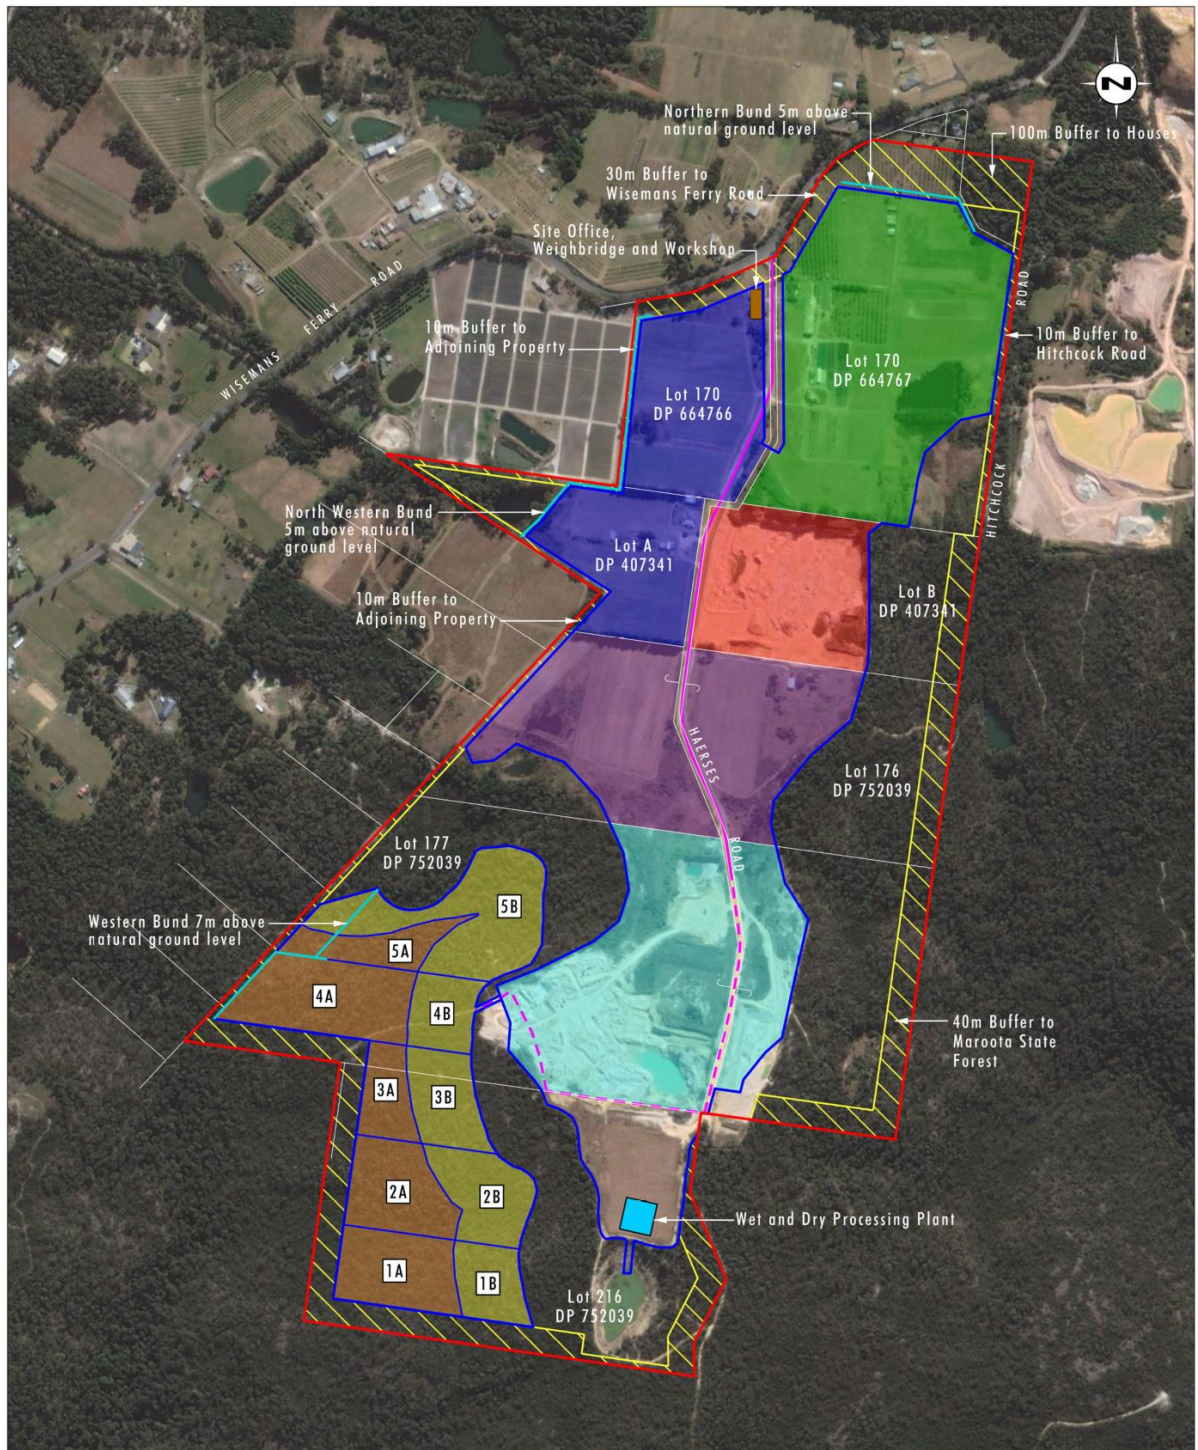 N
Northern Bund 5m above
natural ground level
100m Buffer to Houses
30m Buffer to
Wisemans Ferry Road
Site Office,
Weighbridge and Workshop
WISEMANS FERRY ROAD
10m Buffer to
Adjoining Property
ROAD
10m Buffer to
Hitchcock Road
Lot 170
DP 664767
Lot 170
DP 664766
HITCHCOCK
North Western Bund
5m above natural
ground level
Lot A
DP 407341
Lot B
DP 407341
10m Buffer to
Adjoining Property
HAERSES
Lot 176
DP 752039
ROAD
Lot 177
DP 752039
5B
Western Bund 7m above
natural ground level
5A
4A
4B
40m Buffer to
Maroota State
Forest
3A
3B
2A
2B
Wet and Dry Processing Plant
1A
1B
Lot 216
DP 752039